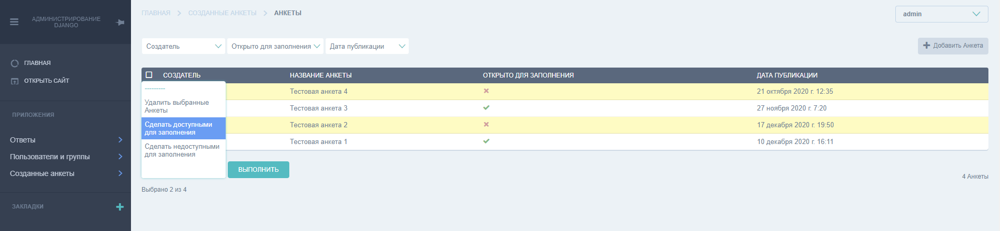 АДМИНИСТРИРОВАНИЕ
DJANGO
ГЛАВНАЯ
ОТКРЫТЬ САЙТ
ПРИЛОЖЕНИЯ
Ответы
Пользователи и группы
Созданные анкеты
ЗАКЛАДКИ
ГЛАВНАЯ СОЗДАННЫЕ АНКЕТЫ АНКЕТЫ
admin
Создатель Открыто для заполнения Дата публикации
Добавить Анкета
СОЗДАТЕЛЬ НАЗВАНИЕ АНКЕТЫ ОТКРЫТО ДЛЯ ЗАПОЛНЕНИЯ ДАТА ПУБЛИКАЦИИ
Тестовая анкета 4 21 октября 2020 г. 12:35
Тестовая анкета 3 27 ноября 2020 г. 7:20
Тестовая анкета 2 17 декабря 2020 г. 19:50
Тестовая анкета 1 10 декабря 2020 г. 16:11
---------
Удалить выбранные
Анкеты
Сделать доступными
для заполнения
Сделать недоступными
для заполнения
ВЫПОЛНИТЬ
4 Анкеты
Выбрано 2 из 4